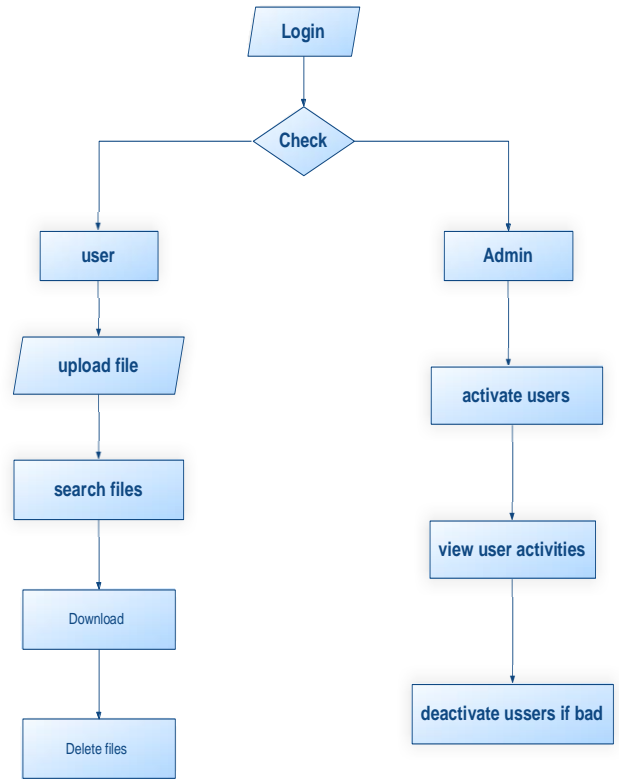 Login
Check
user
Admin
upload file
activate users
search files
view user activities
Download
deactivate ussers if bad
Delete files